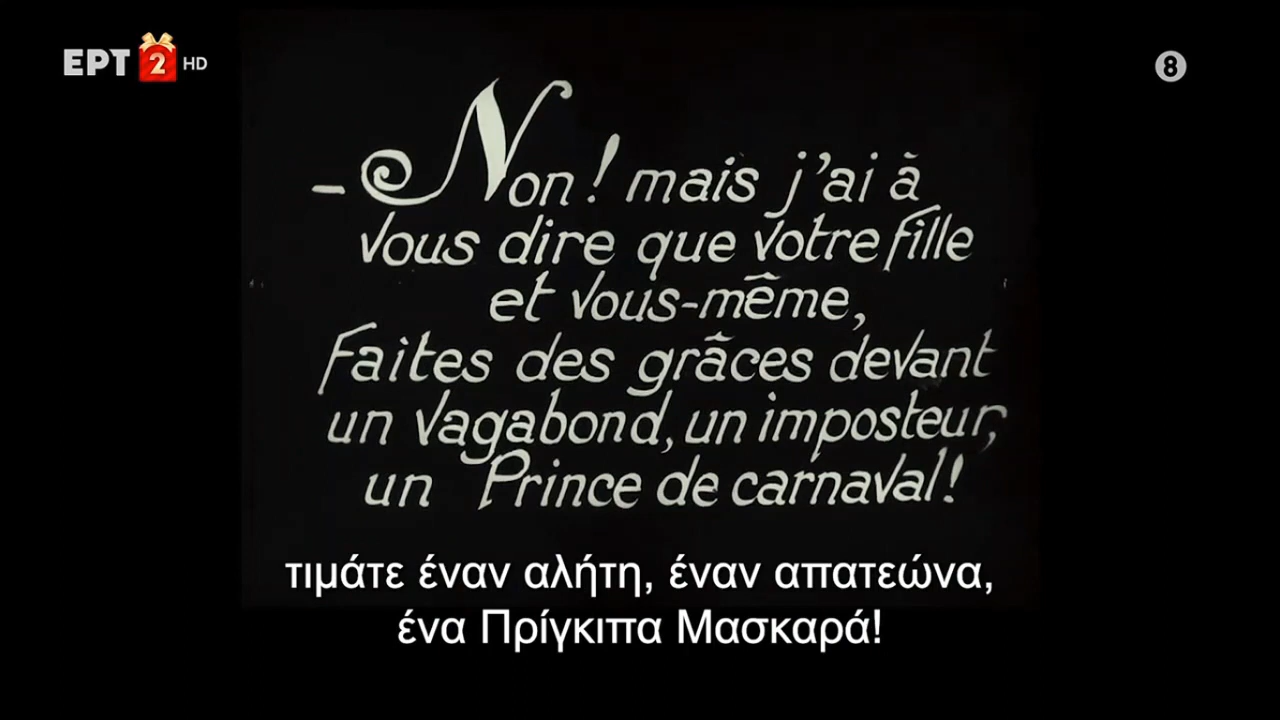 ΕΡΤ 2 HD
8
- Non! mais j'ai à
vous dire que votre fille
et vous-même,
faites des grâces devant
un vagabond, un imposteur,
un Prince de carnaval!
τιμάτε έναν αλήτη, έναν απατεώνα,
ένα Πρίγκιπα Μασκαρά!